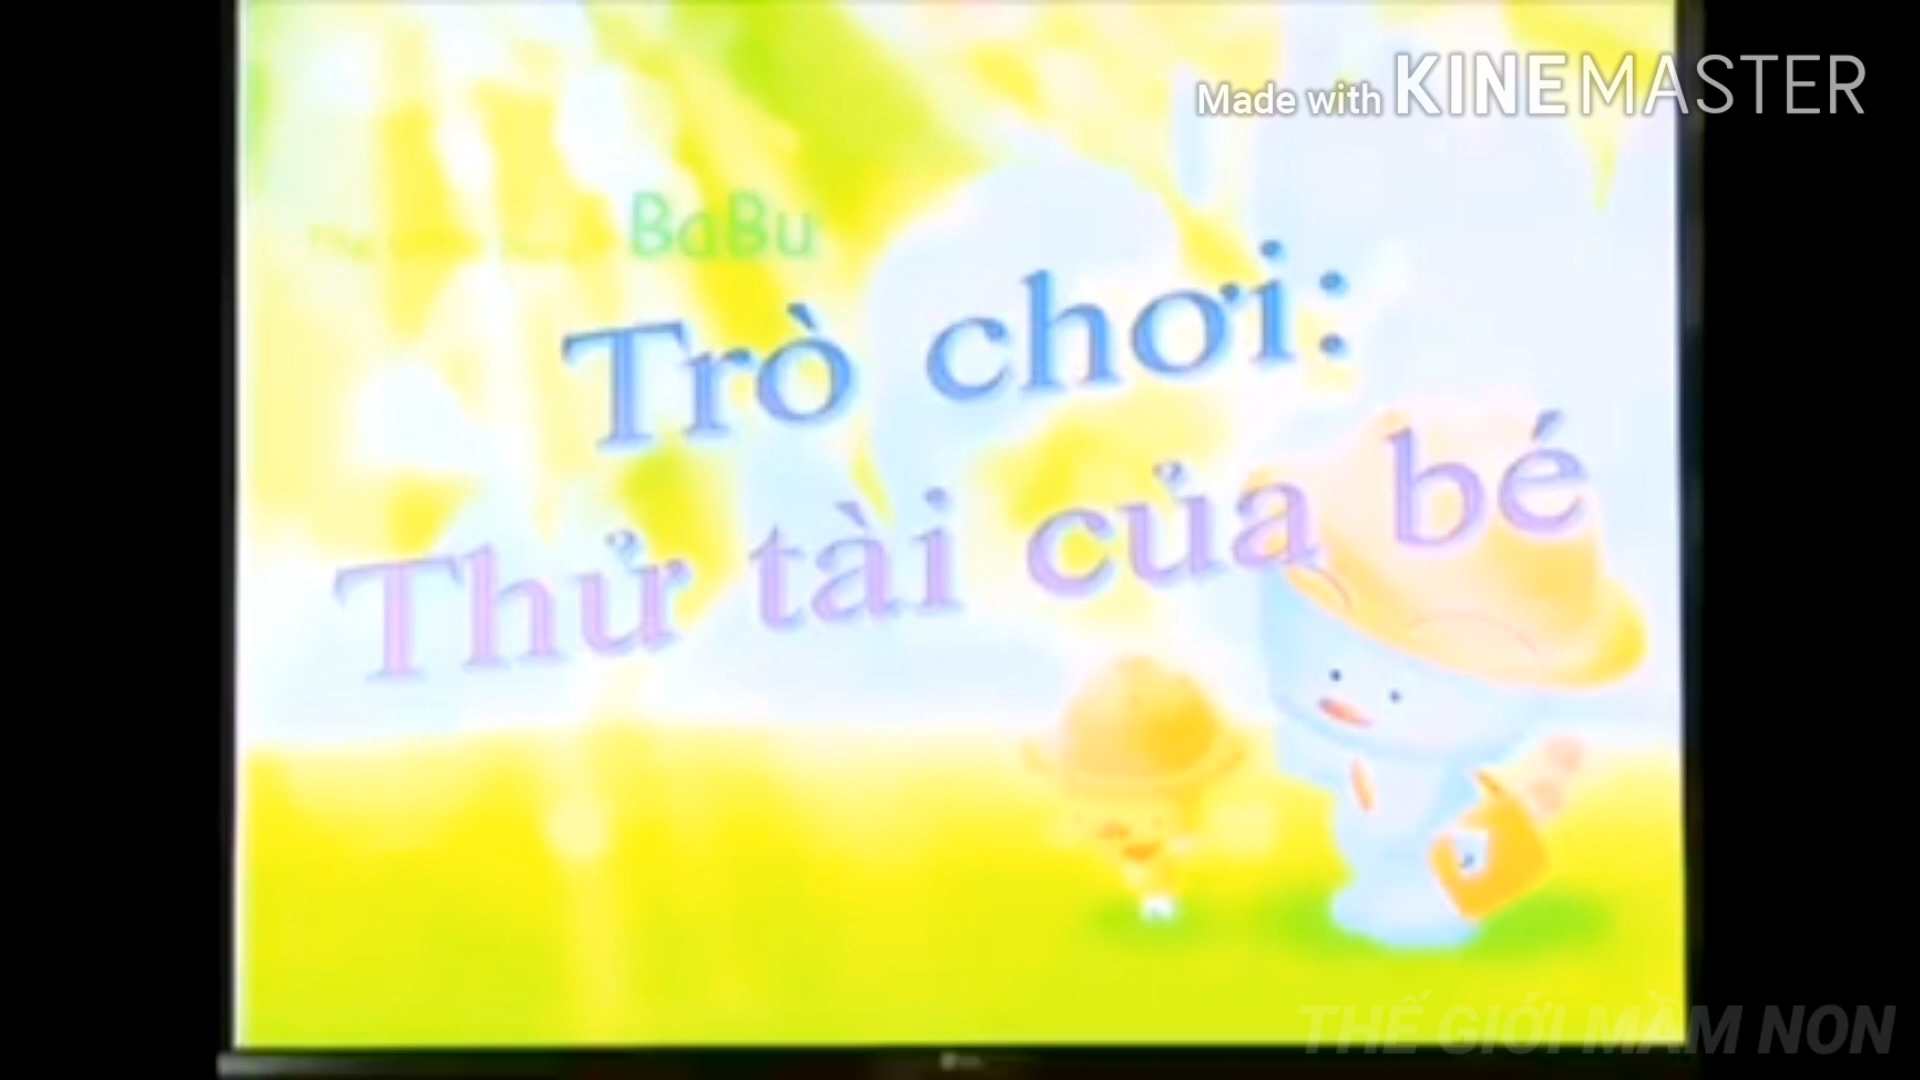 Made with KINEMASTER
BaBu
Trò chơi:
Thử tài của bé
THẾ GIỚI MẦM NON